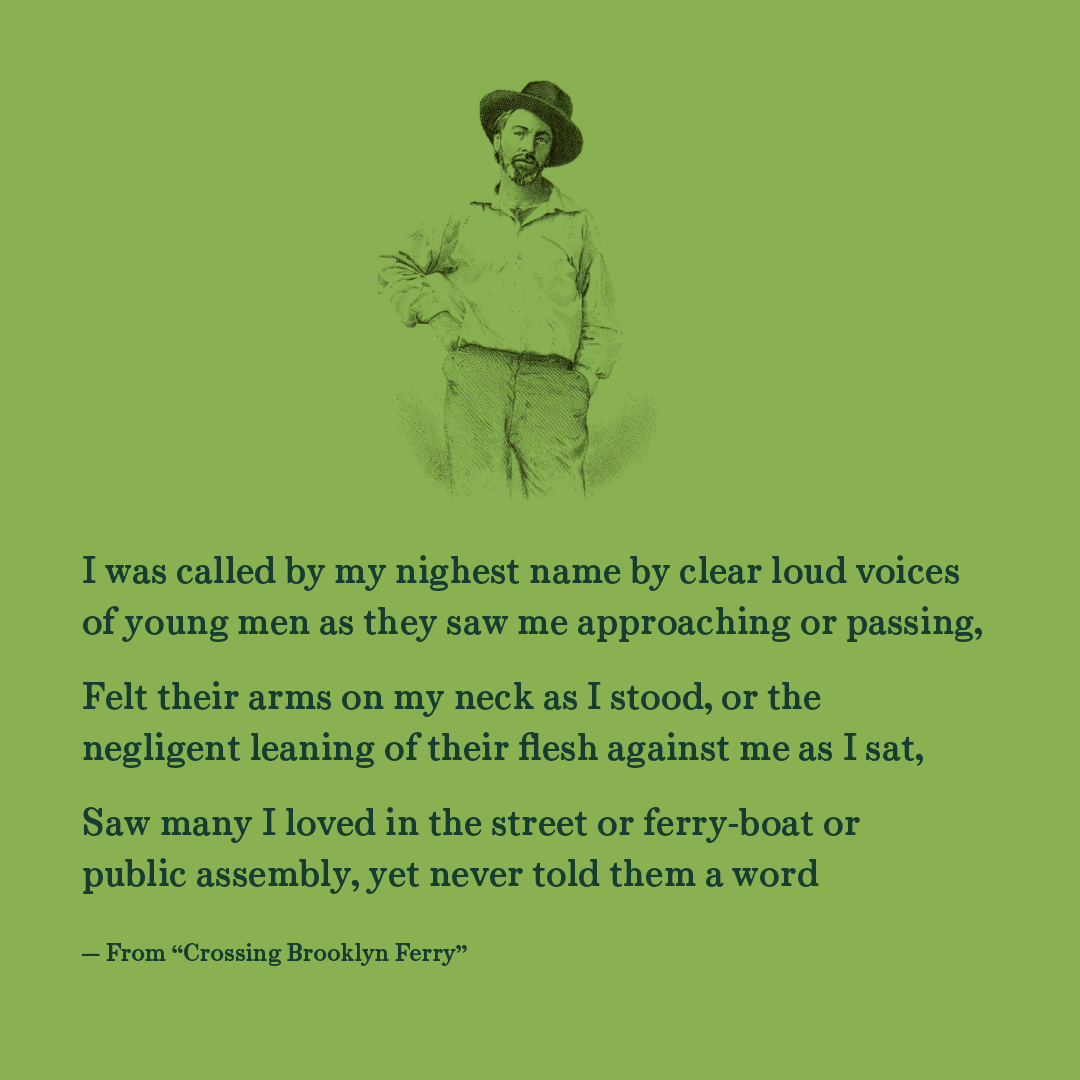 I was called by my nighest name by clear loud voices
of young men as they saw me approaching or passing,
Felt their arms on my neck as I stood, or the
negligent leaning of their flesh against me as I sat,
Saw many I loved in the street or ferry-boat or
public assembly, yet never told them a word
— From “Crossing Brooklyn Ferry”